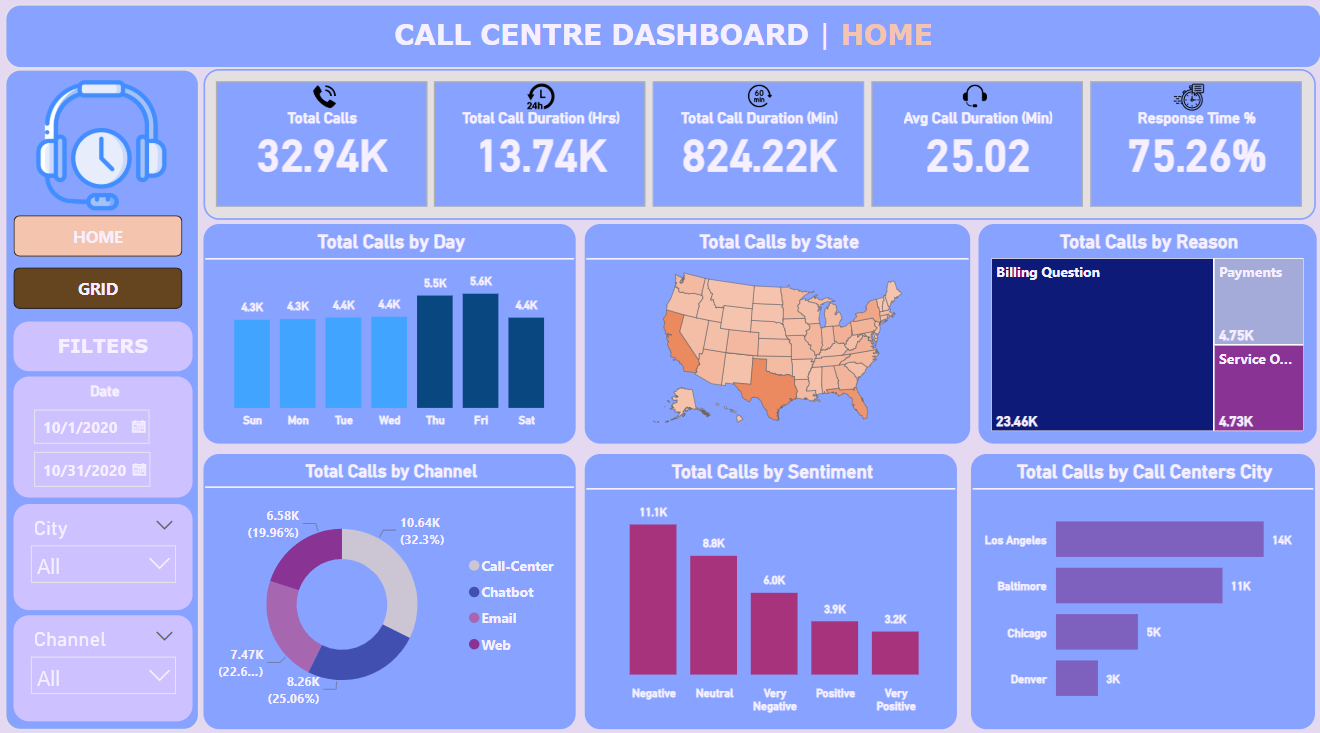 CALL CENTRE DASHBOARD | HOME
HOME
GRID
FILTERS
Date
10/1/2020
10/31/2020
City
All
Channel
All
Total Calls
32.94K
24h
Total Call Duration (Hrs)
13.74K
60
min
Total Call Duration (Min)
824.22K
Avg Call Duration (Min)
25.02
Response Time %
75.26%
Total Calls by Day
4.3K
4.3K
4.4K
4.4K
5.5K
5.6K
4.4K
Sun
Mon
Tue
Wed
Thu
Fri
Sat
Total Calls by State
Total Calls by Reason
Billing Question
23.46K
Payments
4.75K
Service O...
4.73K
Total Calls by Channel
6.58K
(19.96%)
10.64K
(32.3%)
7.47K
(22.6...)
8.26K
(25.06%)
Call-Center
Chatbot
Email
Web
Total Calls by Sentiment
11.1K
8.8K
6.0K
3.9K
3.2K
Negative
Neutral
Very
Negative
Positive
Very
Positive
Total Calls by Call Centers City
Los Angeles
14K
Baltimore
11K
Chicago
5K
Denver
3K